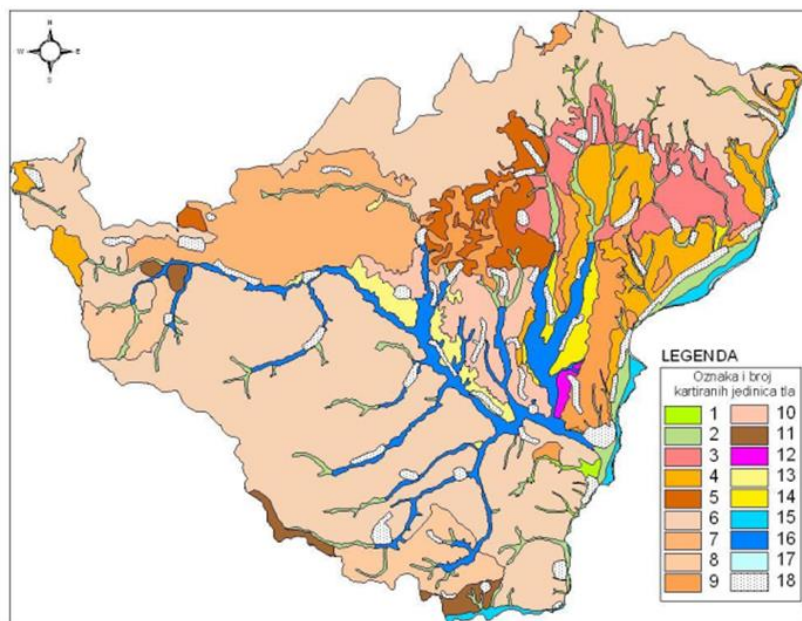 N
W E
S
LEGENDA
Oznaka i broj
kartiranih jedinica tla
1 10
2 11
3 12
4 13
5 14
6 15
7 16
8 17
9 18